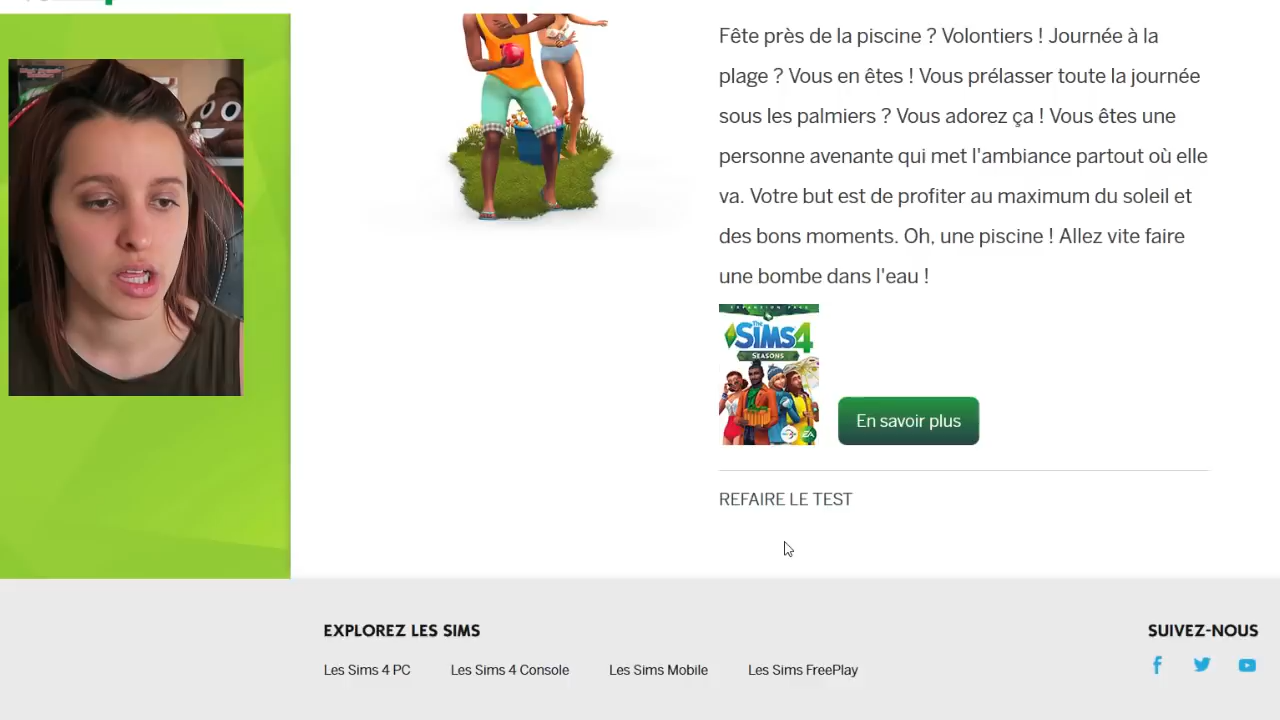 Fête près de la piscine ? Volontiers ! Journée à la
plage ? Vous en êtes ! Vous prélasser toute la journée
sous les palmiers ? Vous adorez ça ! Vous êtes une
personne avenante qui met l'ambiance partout où elle
va. Votre but est de profiter au maximum du soleil et
des bons moments. Oh, une piscine ! Allez vite faire
une bombe dans l'eau !
EXPANSION PACK
The
SIMS 4
SEASONS
EA
En savoir plus
REFAIRE LE TEST
EXPLOREZ LES SIMS
SUIVEZ-NOUS
Les Sims 4 PC Les Sims 4 Console Les Sims Mobile Les Sims FreePlay